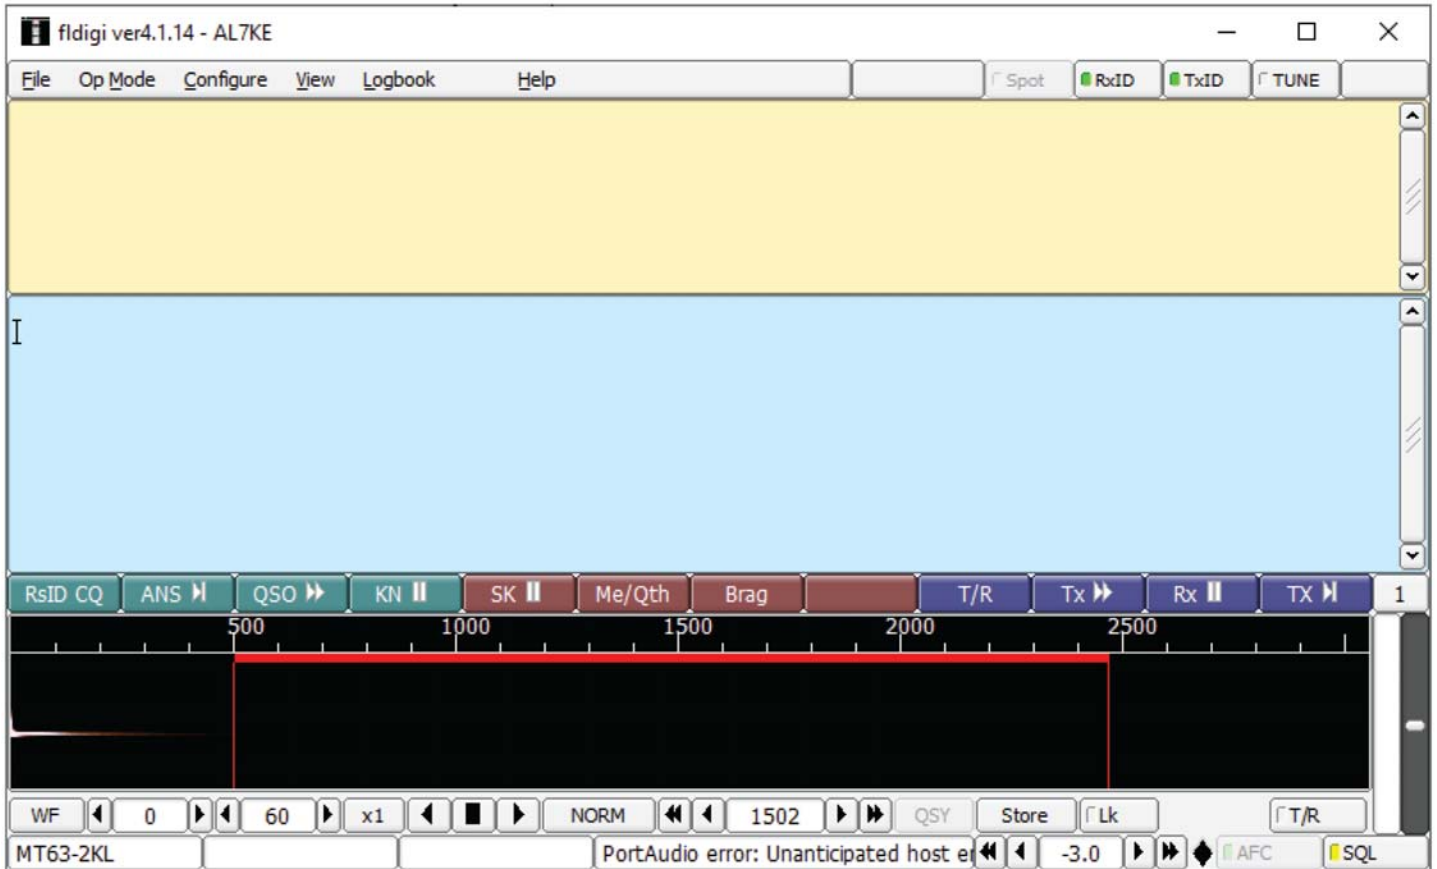 fldigi ver4.1.14 - AL7KE
File Op Mode Configure View Logbook Help Spot RxID TxID TUNE
RsID CQ ANS QSO KN SK Me/Qth Brag T/R Tx Rx TX 1
500 1000 1500 2000 2500
WF 0 60 x1 NORM 1502 QSY Store Lk T/R
MT63-2KL PortAudio error: Unanticipated host er -3.0 AFC SQL